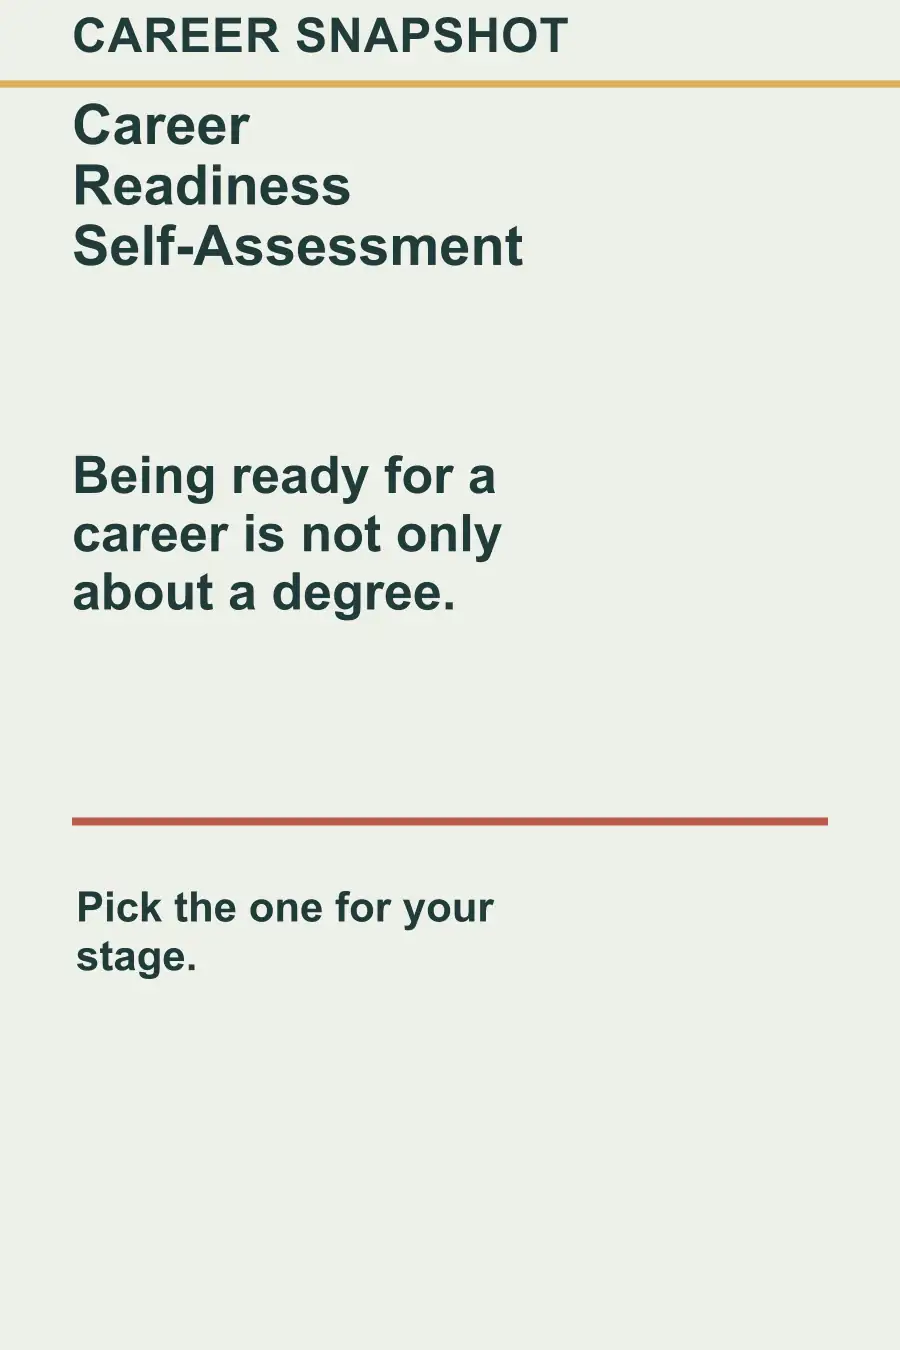 CAREER SNAPSHOT
Career
Readiness
Self-Assessment
Being ready for a
career is not only
about a degree.
Pick the one for your
stage.